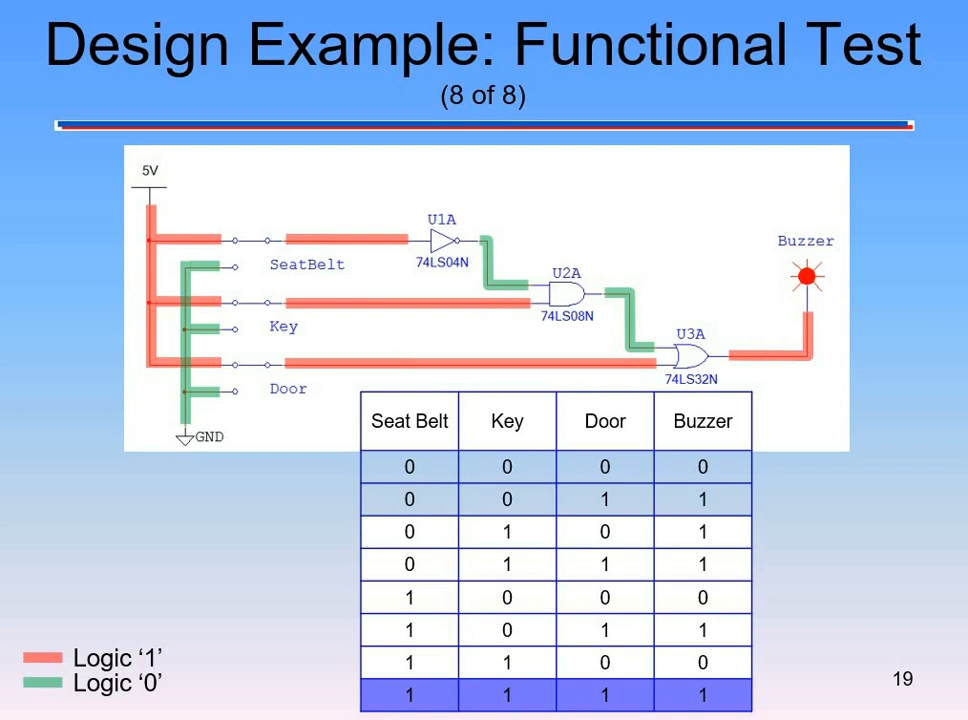 Design Example: Functional Test
(8 of 8)
5V
U1A
74LS04N
SeatBelt
U2A
74LS08N
Key
U3A
74LS32N
Door
GND
Buzzer
Seat Belt Key Door Buzzer
0 0 0 0
0 0 1 1
0 1 0 1
0 1 1 1
1 0 0 0
1 0 1 1
1 1 0 0
1 1 1 1
Logic ‘1’
Logic ‘0’
19